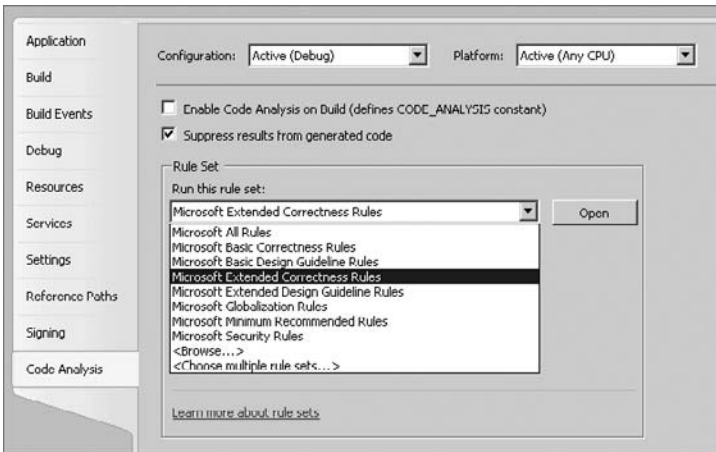 Application
Configuration: Active (Debug) Platform: Active (Any CPU)
Build
Build Events
Enable Code Analysis on Build (defines CODE_ANALYSIS constant)
Suppress results from generated code
Debug
Rule Set
Resources
Run this rule set:
Microsoft Extended Correctness Rules Open
Services
Microsoft All Rules
Microsoft Basic Correctness Rules
Settings
Microsoft Basic Design Guideline Rules
Microsoft Extended Correctness Rules
Reference Paths
Microsoft Extended Design Guideline Rules
Microsoft Globalization Rules
Signing
Microsoft Minimum Recommended Rules
Microsoft Security Rules
<Browse...>
Code Analysis
<Choose multiple rule sets...>
Learn more about rule sets